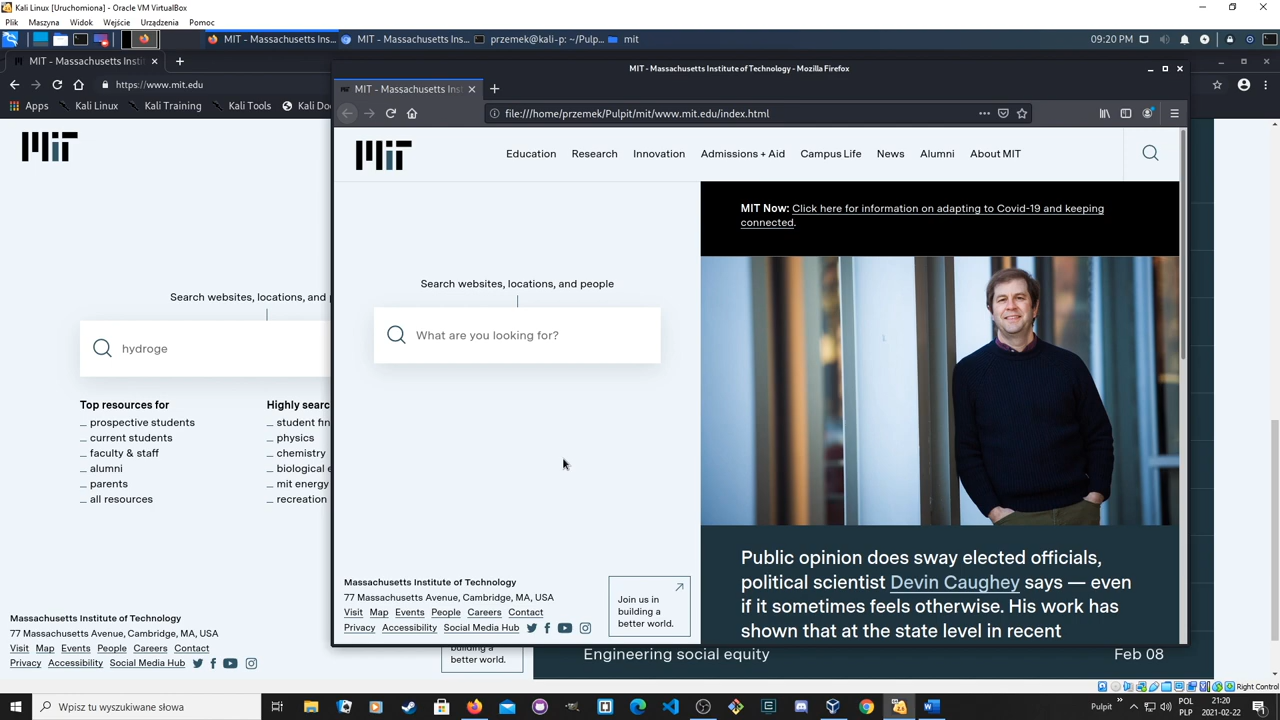 Kali Linux [Uruchomiona] - Oracle VM VirtualBox
Plik Maszyna Widok Wejście Urządzenia Pomoc
MIT - Massachusetts Ins... MIT - Massachusetts Ins... przemek@kali-p: ~/Pulp... mit 09:20 PM
MIT - Massachusetts Insti
https://www.mit.edu
Apps Kali Linux Kali Training Kali Tools Kali Do
MIT
Search websites, locations, and p
hydroge
Top resources for
prospective students
current students
faculty & staff
alumni
parents
all resources
Highly searc
student fin
physics
chemistry
biological e
mit energy
recreation
Massachusetts Institute of Technology
77 Massachusetts Avenue, Cambridge, MA, USA
Visit Map Events People Careers Contact
Privacy Accessibility Social Media Hub
building a
better world.
Engineering social equity Feb 08
MIT - Massachusetts Institute of Technology - Mozilla Firefox
MIT - Massachusetts Inst
file:///home/przemek/Pulpit/mit/www.mit.edu/index.html
MIT
Education Research Innovation Admissions + Aid Campus Life News Alumni About MIT
MIT Now: Click here for information on adapting to Covid-19 and keeping
connected.
Search websites, locations, and people
What are you looking for?
Public opinion does sway elected officials,
political scientist Devin Caughey says — even
if it sometimes feels otherwise. His work has
shown that at the state level in recent
Massachusetts Institute of Technology
77 Massachusetts Avenue, Cambridge, MA, USA
Visit Map Events People Careers Contact
Privacy Accessibility Social Media Hub
Join us in
building a
better world.
Right Control
Wpisz tu wyszukiwane słowa
Pulpit
POL
PLP
21:20
2021-02-22